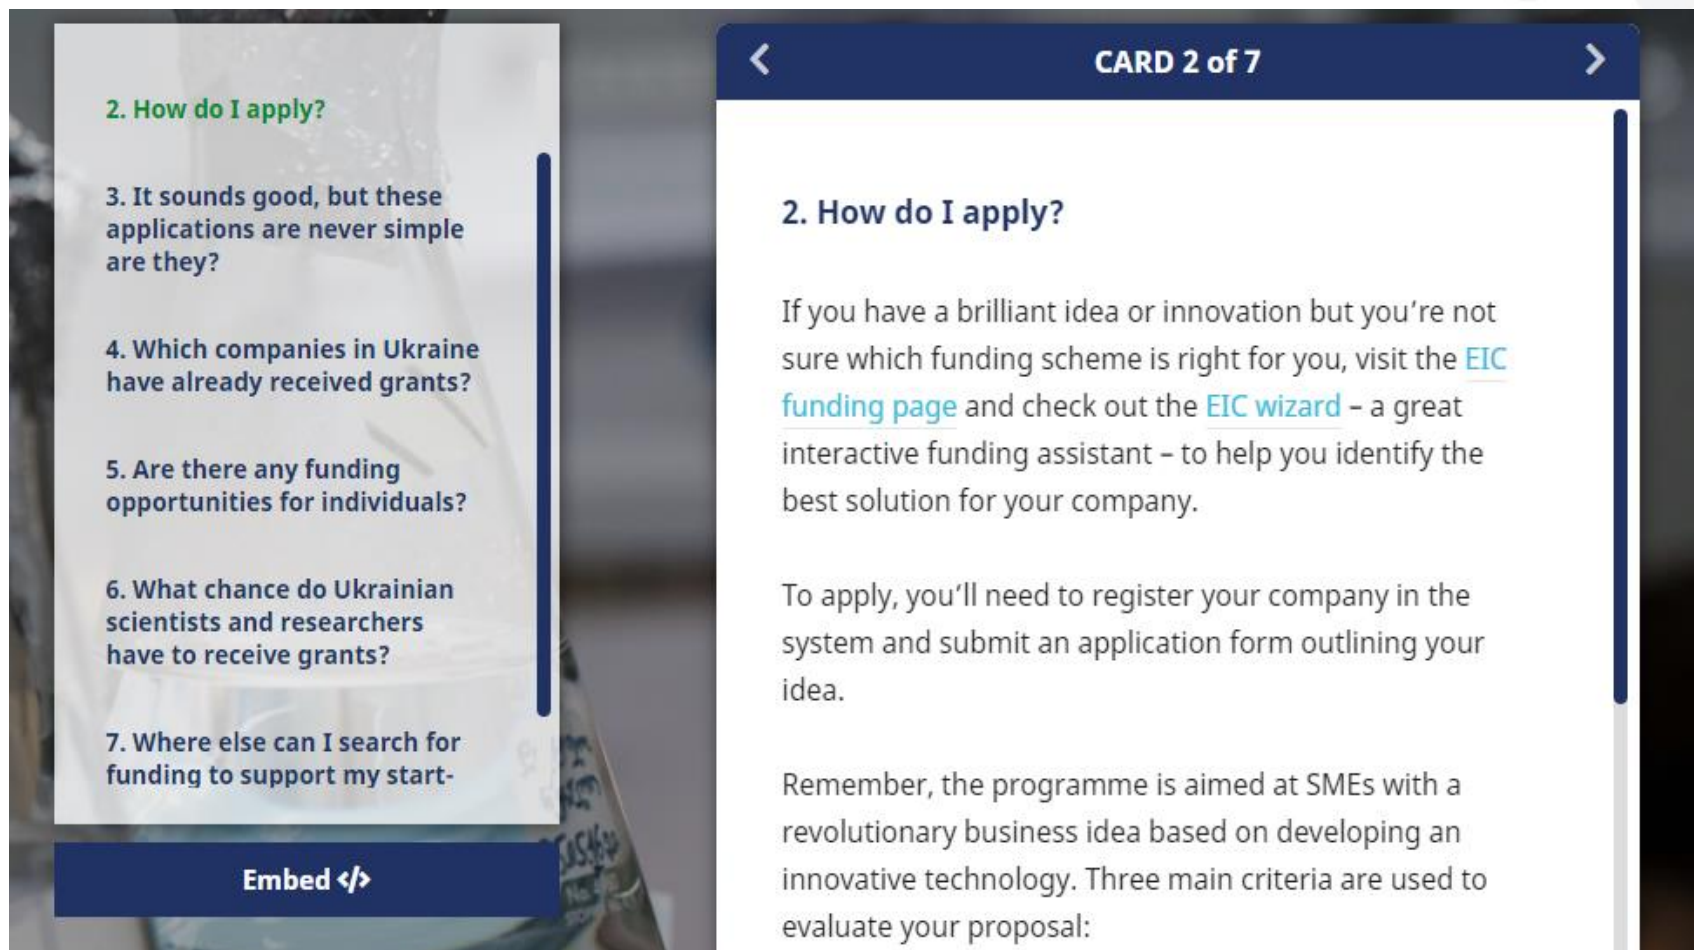 2. How do I apply?
3. It sounds good, but these
applications are never simple
are they?
4. Which companies in Ukraine
have already received grants?
5. Are there any funding
opportunities for individuals?
6. What chance do Ukrainian
scientists and researchers
have to receive grants?
7. Where else can I search for
funding to support my start-
Embed </>
CARD 2 of 7
2. How do I apply?
If you have a brilliant idea or innovation but you’re not
sure which funding scheme is right for you, visit the EIC
funding page and check out the EIC wizard – a great
interactive funding assistant – to help you identify the
best solution for your company.
To apply, you’ll need to register your company in the
system and submit an application form outlining your
idea.
Remember, the programme is aimed at SMEs with a
revolutionary business idea based on developing an
innovative technology. Three main criteria are used to
evaluate your proposal: